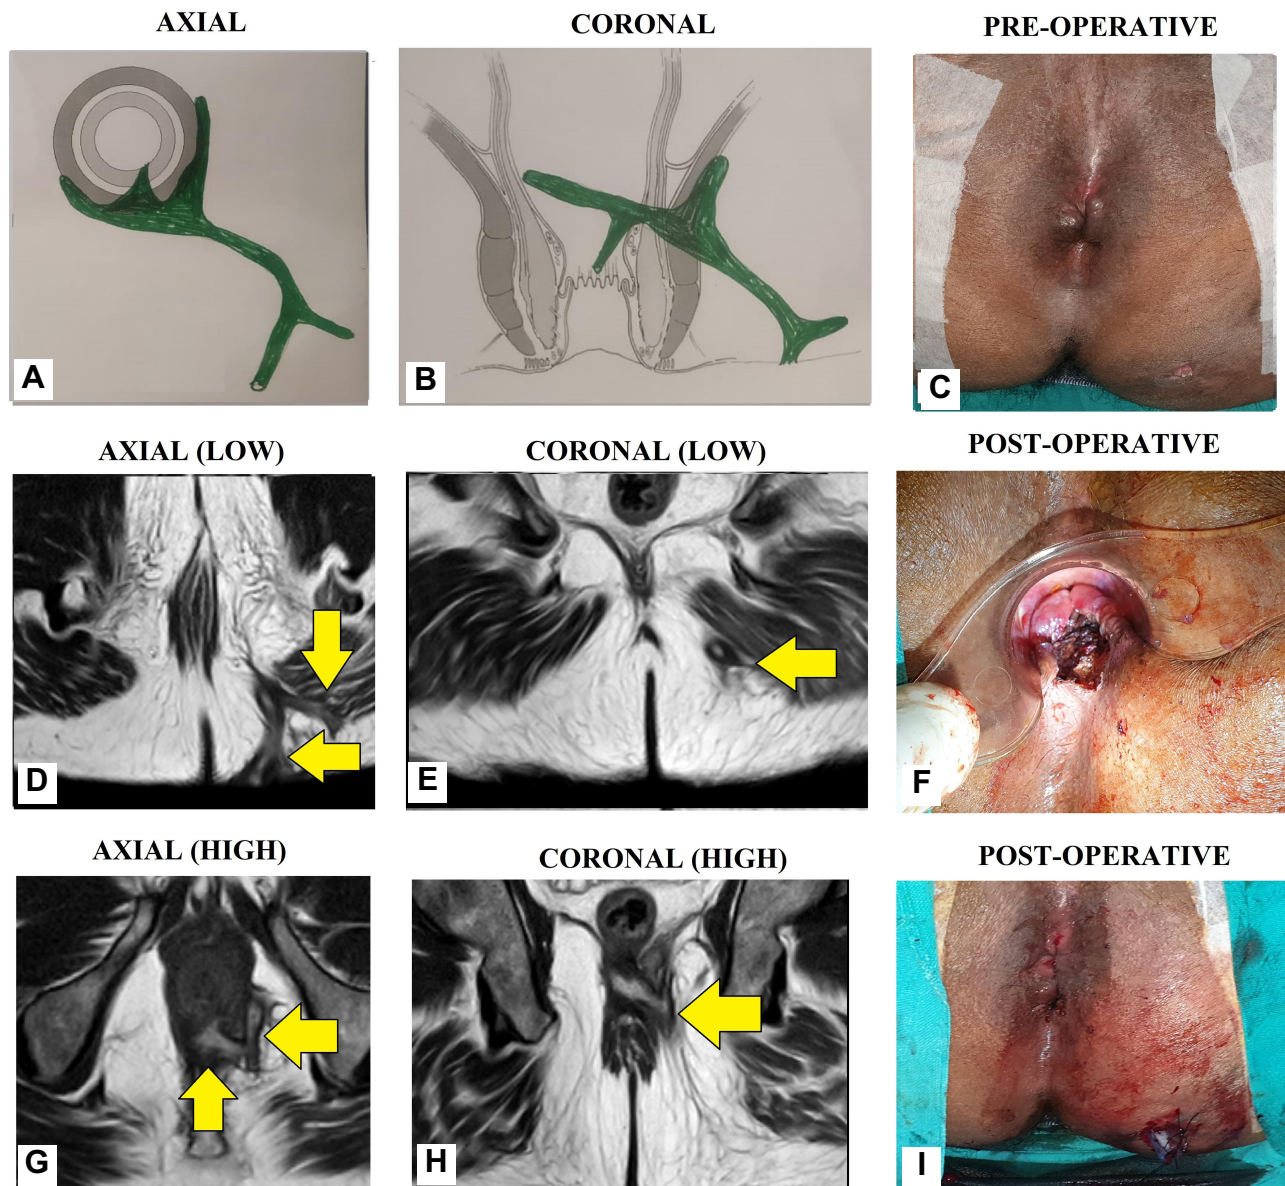 AXIAL
CORONAL
PRE-OPERATIVE
A
B
C
AXIAL (LOW)
CORONAL (LOW)
POST-OPERATIVE
D
E
F
AXIAL (HIGH)
CORONAL (HIGH)
POST-OPERATIVE
G
H
I